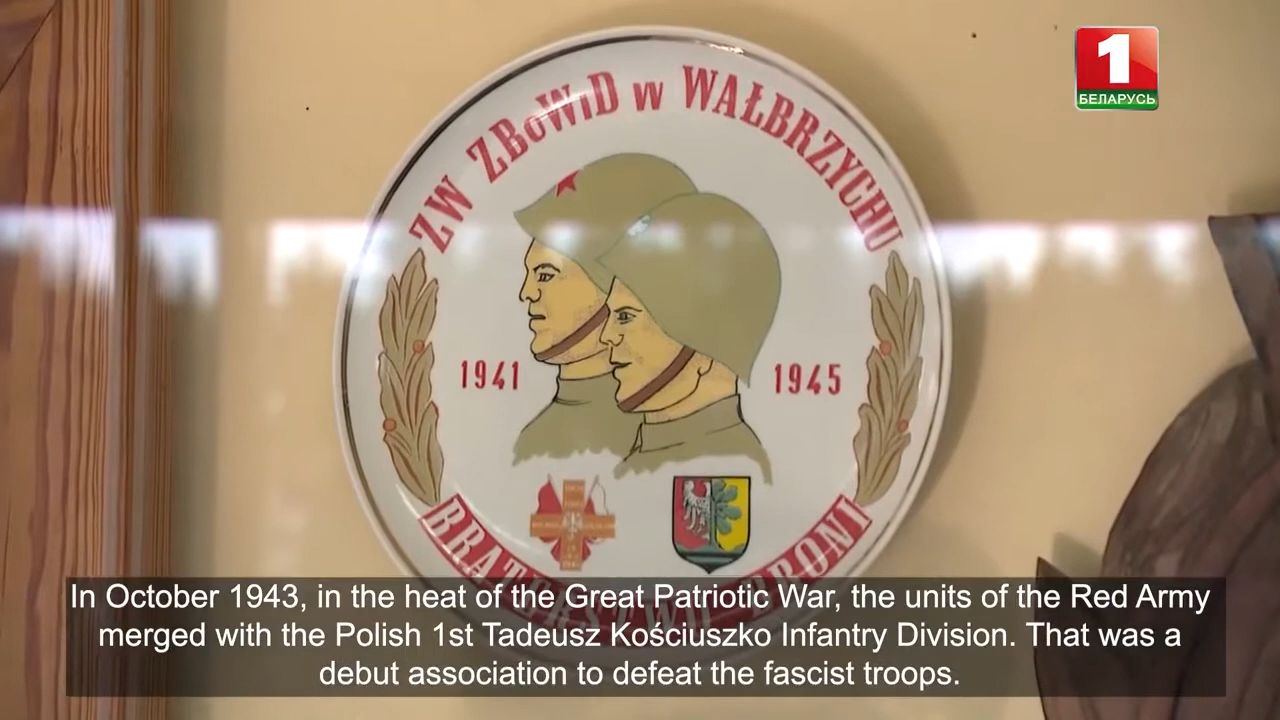 1
БЕЛАРУСЬ
ZW ZBoWiD w WAŁBRZYCHU
1941
1945
In October 1943, in the heat of the Great Patriotic War, the units of the Red Army
merged with the Polish 1st Tadeusz Kościuszko Infantry Division. That was a
debut association to defeat the fascist troops.